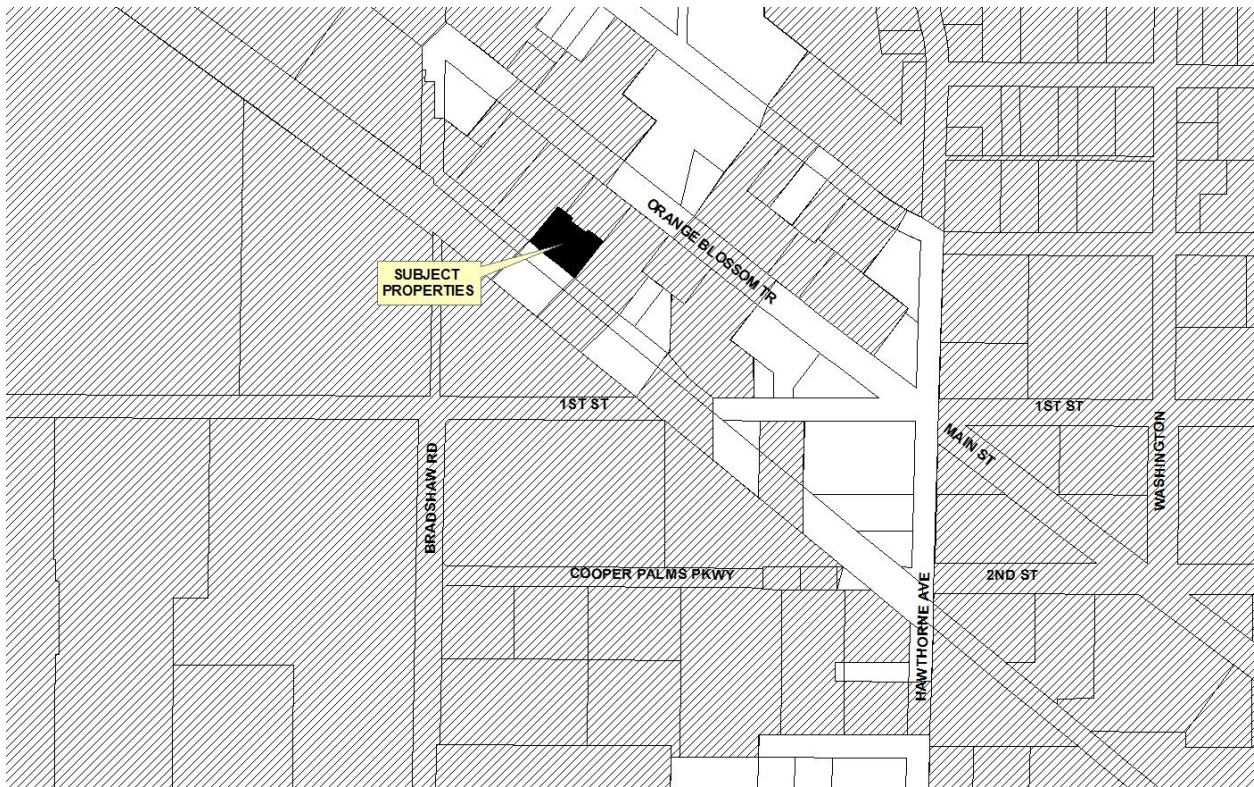 ORANGE BLOSSOM TR
SUBJECT
PROPERTIES
1ST ST
1ST ST
MAIN ST
WASHINGTON
BRADSHAW RD
COOPER PALMS PKWY
2ND ST
HAWTHORNE AVE